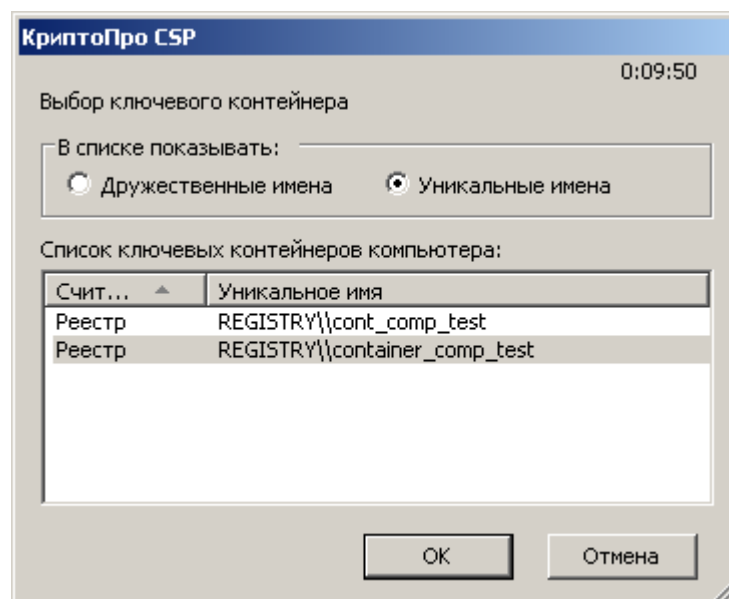 КриптоПро CSP
0:09:50
Выбор ключевого контейнера
В списке показывать:
Дружественные имена Уникальные имена
Список ключевых контейнеров компьютера:
Счит... Уникальное имя
Реестр REGISTRY\\cont_comp_test
Реестр REGISTRY\\container_comp_test
ОК Отмена